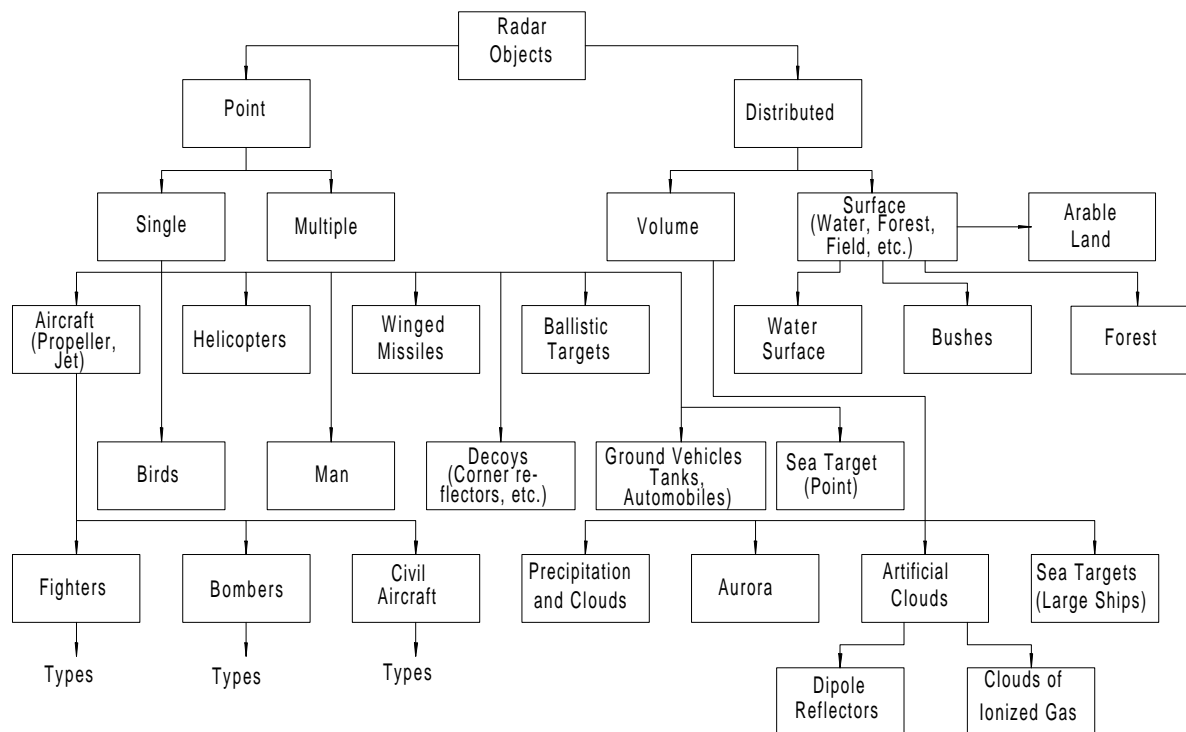 Radar
Objects
Point
Distributed
Single
Multiple
Volume
Surface
(Water, Forest,
Field, etc.)
Arable
Land
Aircraft
(Propeller,
Jet)
Helicopters
Winged
Missiles
Ballistic
Targets
Water
Surface
Bushes
Forest
Birds
Man
Decoys
(Corner re-
flectors, etc.)
Ground Vehicles
Tanks,
Automobiles)
Sea Target
(Point)
Fighters
Bombers
Civil
Aircraft
Precipitation
and Clouds
Aurora
Artificial
Clouds
Sea Targets
(Large Ships)
Types
Types
Types
Dipole
Reflectors
Clouds of
Ionized Gas